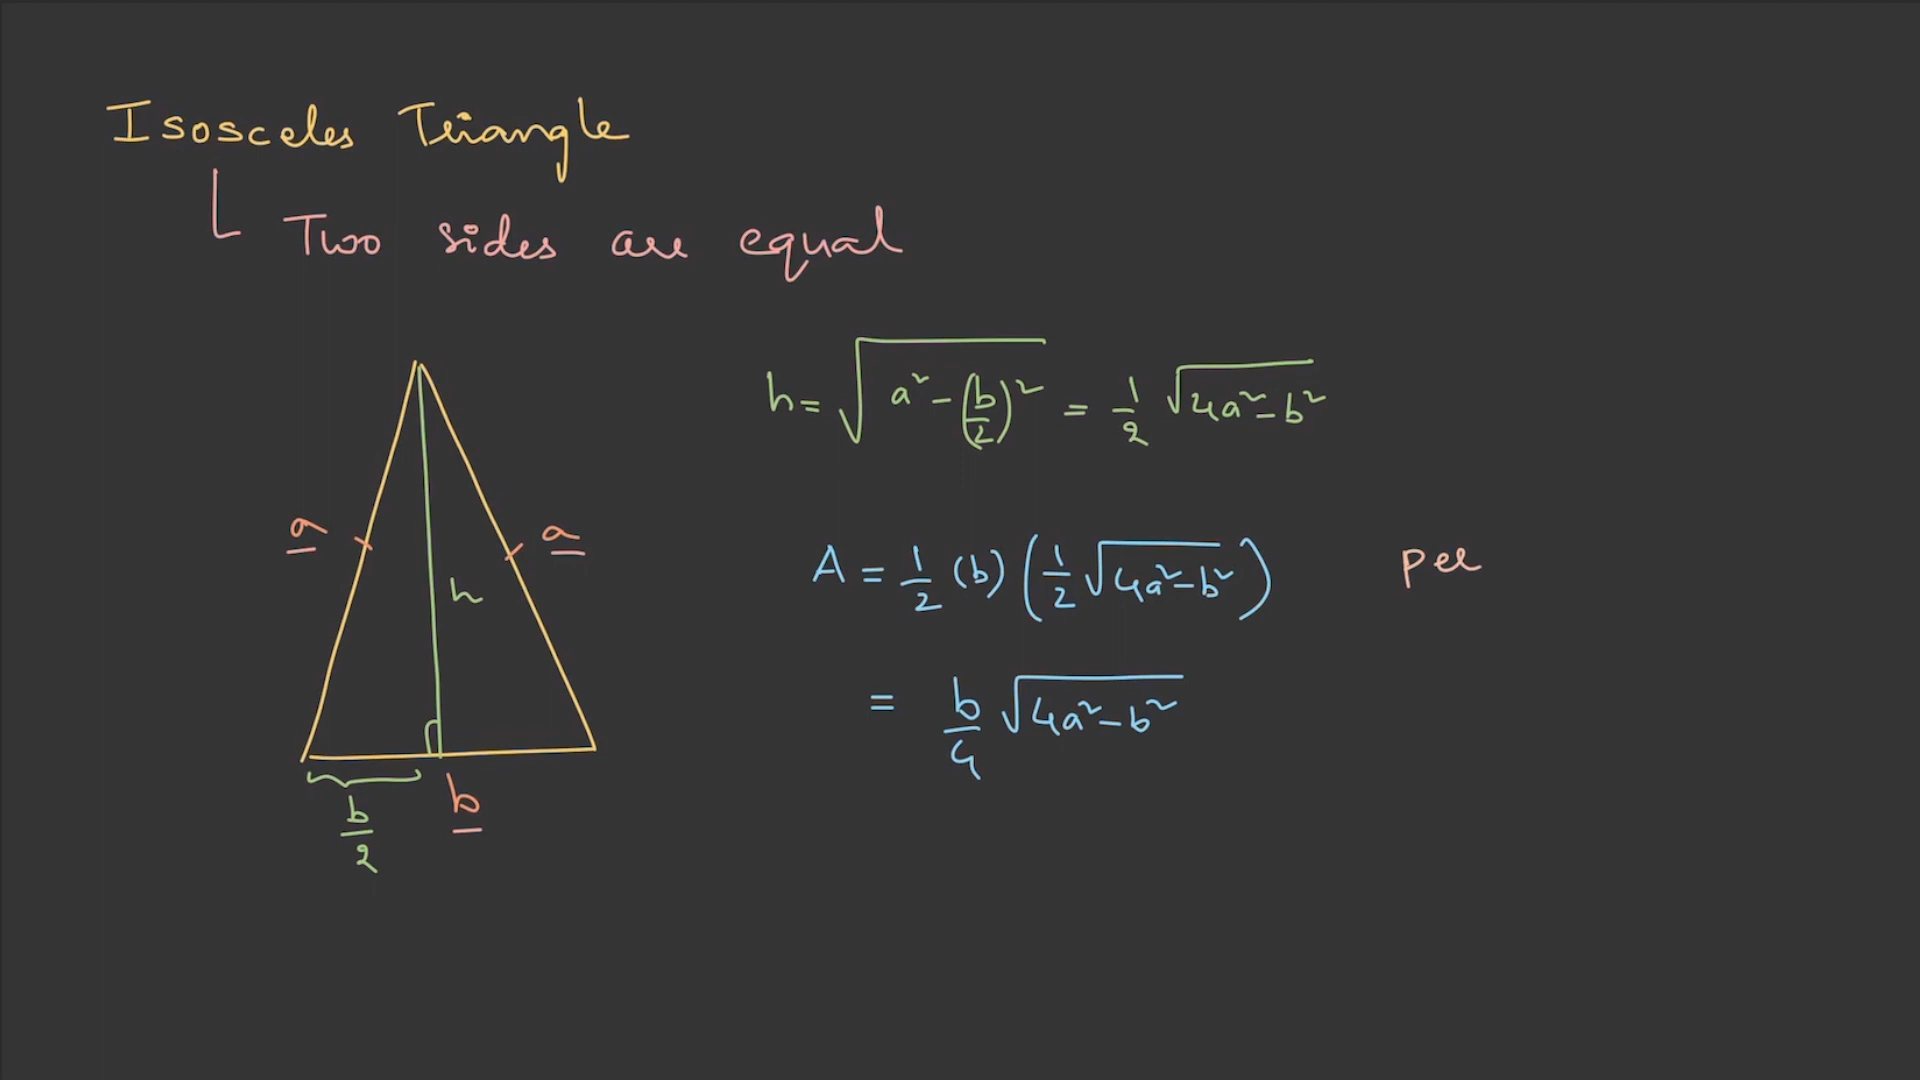 Isosceles Triangle
Two sides are equal
h = √(a² - (b/2)²) = 1/2 √(4a² - b²)
a
a
h
A = 1/2 (b) (1/2 √(4a² - b²))
per
= b/4 √(4a² - b²)
b/2
b